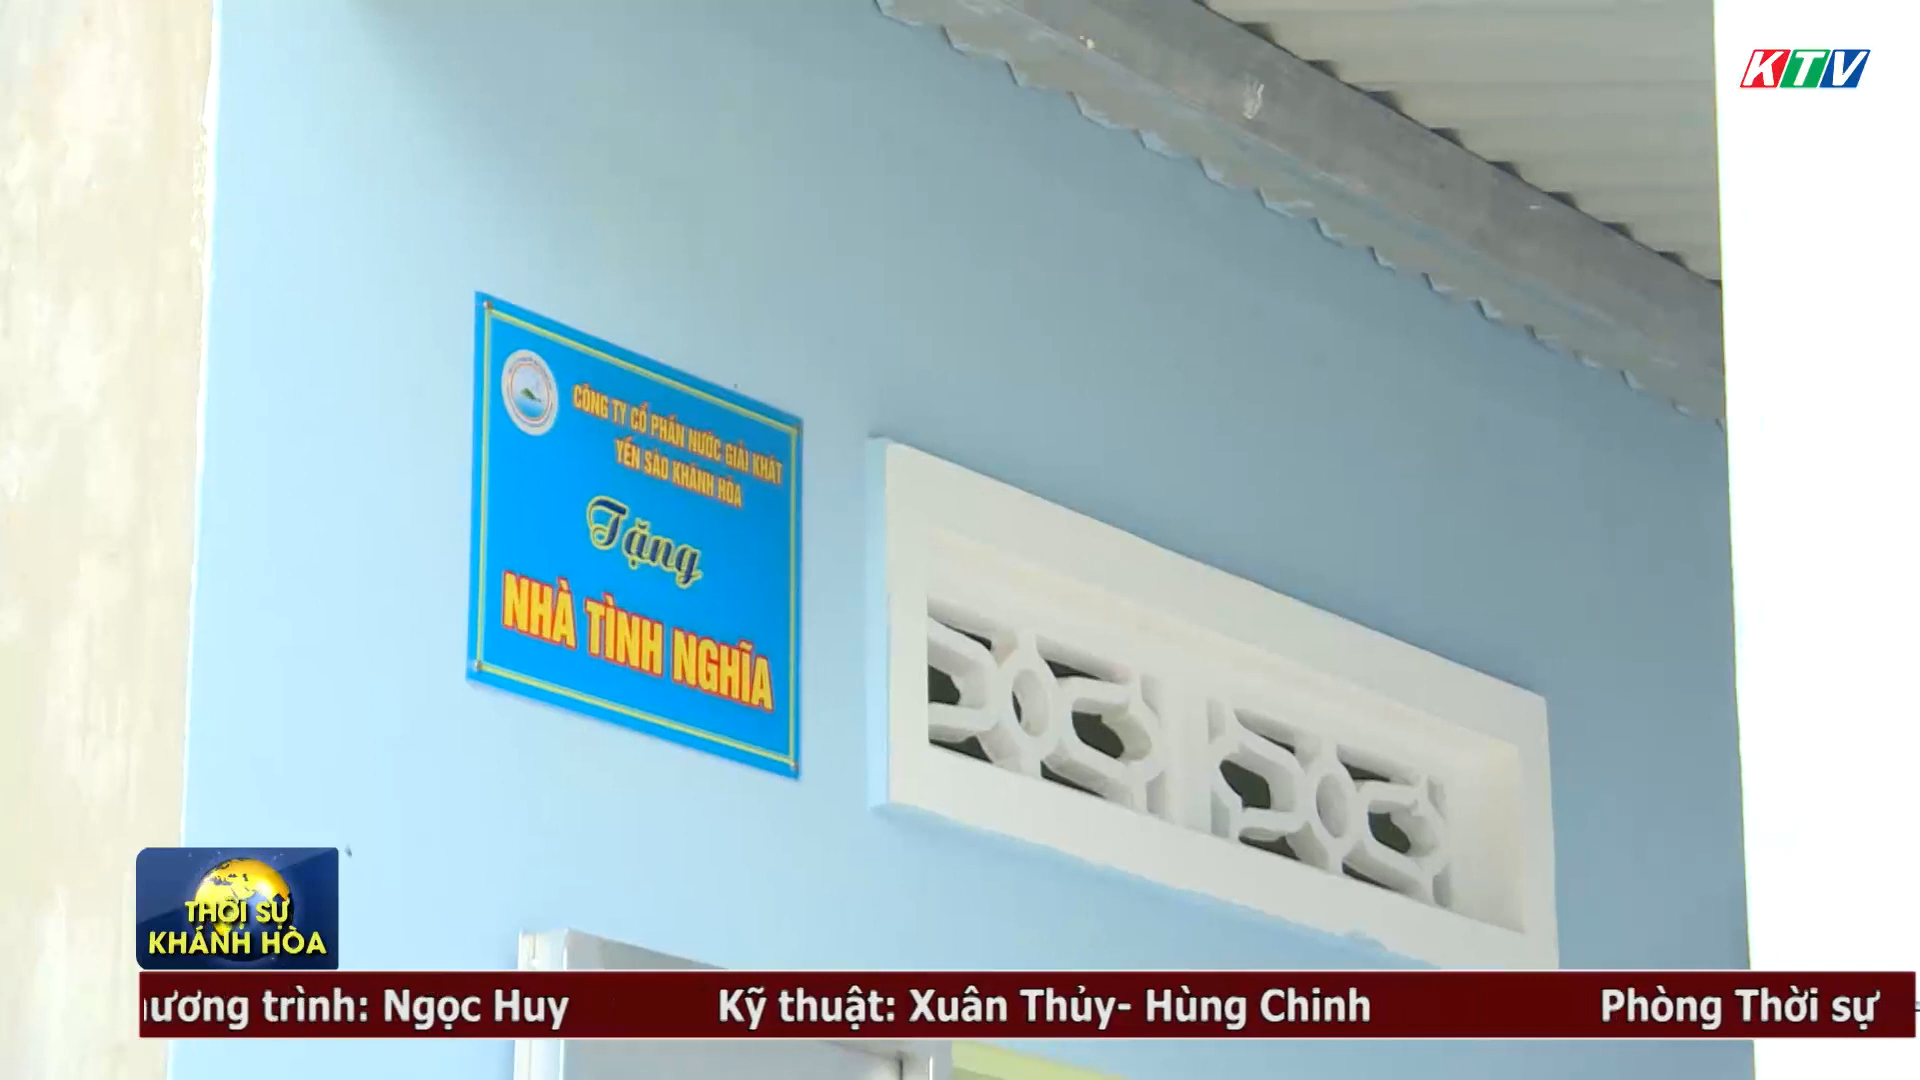 KTV
CÔNG TY CỔ PHẦN NƯỚC GIẢI KHÁT
YẾN SÀO KHÁNH HÒA
Tặng
NHÀ TÌNH NGHĨA
THỜI SỰ
KHÁNH HÒA
ương trình: Ngọc Huy Kỹ thuật: Xuân Thủy- Hùng Chinh Phòng Thời sự